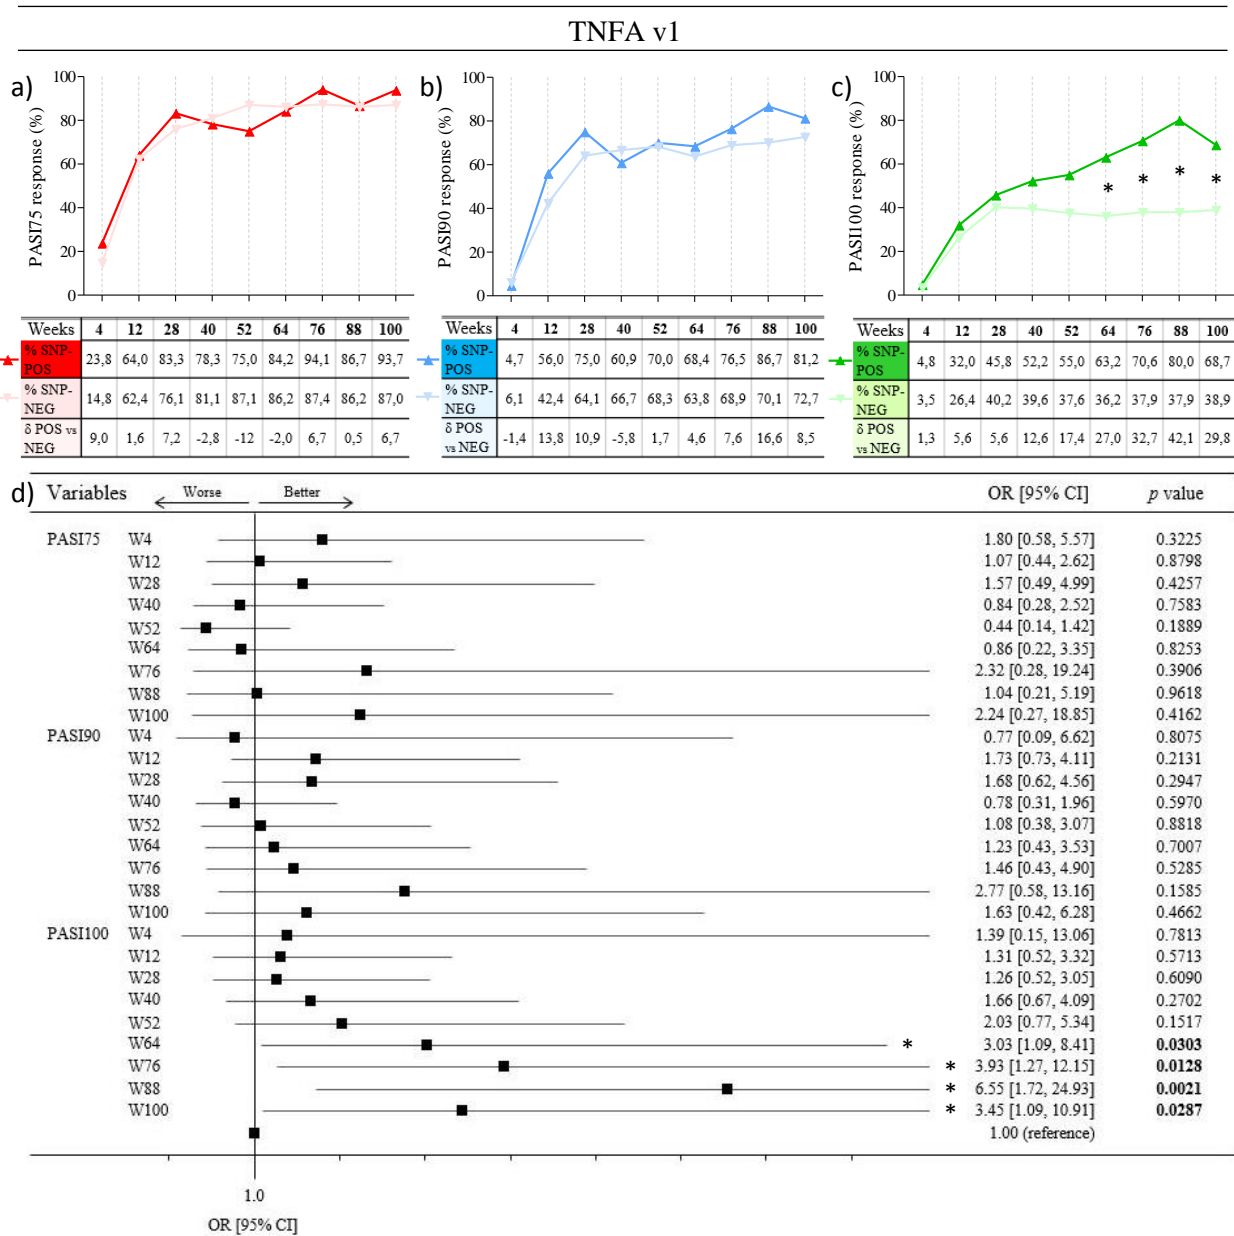 TNFA v1
a)
PASI75 response (%)
100
80
60
40
20
0
b)
PASI90 response (%)
100
80
60
40
20
0
c)
PASI100 response (%)
100
80
60
40
20
0
*
*
*
*
Weeks 4 12 28 40 52 64 76 88 100
% SNP-
POS 23,8 64,0 83,3 78,3 75,0 84,2 94,1 86,7 93,7
% SNP-
NEG 14,8 62,4 76,1 81,1 87,1 86,2 87,4 86,2 87,0
δ POS vs
NEG 9,0 1,6 7,2 -2,8 -12 -2,0 6,7 0,5 6,7
Weeks 4 12 28 40 52 64 76 88 100
% SNP-
POS 4,7 56,0 75,0 60,9 70,0 68,4 76,5 86,7 81,2
% SNP-
NEG 6,1 42,4 64,1 66,7 68,3 63,8 68,9 70,1 72,7
δ POS
vs NEG -1,4 13,8 10,9 -5,8 1,7 4,6 7,6 16,6 8,5
Weeks 4 12 28 40 52 64 76 88 100
% SNP-
POS 4,8 32,0 45,8 52,2 55,0 63,2 70,6 80,0 68,7
% SNP-
NEG 3,5 26,4 40,2 39,6 37,6 36,2 37,9 37,9 38,9
δ POS
vs NEG 1,3 5,6 5,6 12,6 17,4 27,0 32,7 42,1 29,8
d) Variables Worse Better OR [95% CI] p value
PASI75 W4 1.80 [0.58, 5.57] 0.3225
W12 1.07 [0.44, 2.62] 0.8798
W28 1.57 [0.49, 4.99] 0.4257
W40 0.84 [0.28, 2.52] 0.7583
W52 0.44 [0.14, 1.42] 0.1889
W64 0.86 [0.22, 3.35] 0.8253
W76 2.32 [0.28, 19.24] 0.3906
W88 1.04 [0.21, 5.19] 0.9618
W100 2.24 [0.27, 18.85] 0.4162
PASI90 W4 0.77 [0.09, 6.62] 0.8075
W12 1.73 [0.73, 4.11] 0.2131
W28 1.68 [0.62, 4.56] 0.2947
W40 0.78 [0.31, 1.96] 0.5970
W52 1.08 [0.38, 3.07] 0.8818
W64 1.23 [0.43, 3.53] 0.7007
W76 1.46 [0.43, 4.90] 0.5285
W88 2.77 [0.58, 13.16] 0.1585
W100 1.63 [0.42, 6.28] 0.4662
PASI100 W4 1.39 [0.15, 13.06] 0.7813
W12 1.31 [0.52, 3.32] 0.5713
W28 1.26 [0.52, 3.05] 0.6090
W40 1.66 [0.67, 4.09] 0.2702
W52 2.03 [0.77, 5.34] 0.1517
W64 * 3.03 [1.09, 8.41] 0.0303
W76 * 3.93 [1.27, 12.15] 0.0128
W88 * 6.55 [1.72, 24.93] 0.0021
W100 * 3.45 [1.09, 10.91] 0.0287
1.00 (reference)
1.0
OR [95% CI]